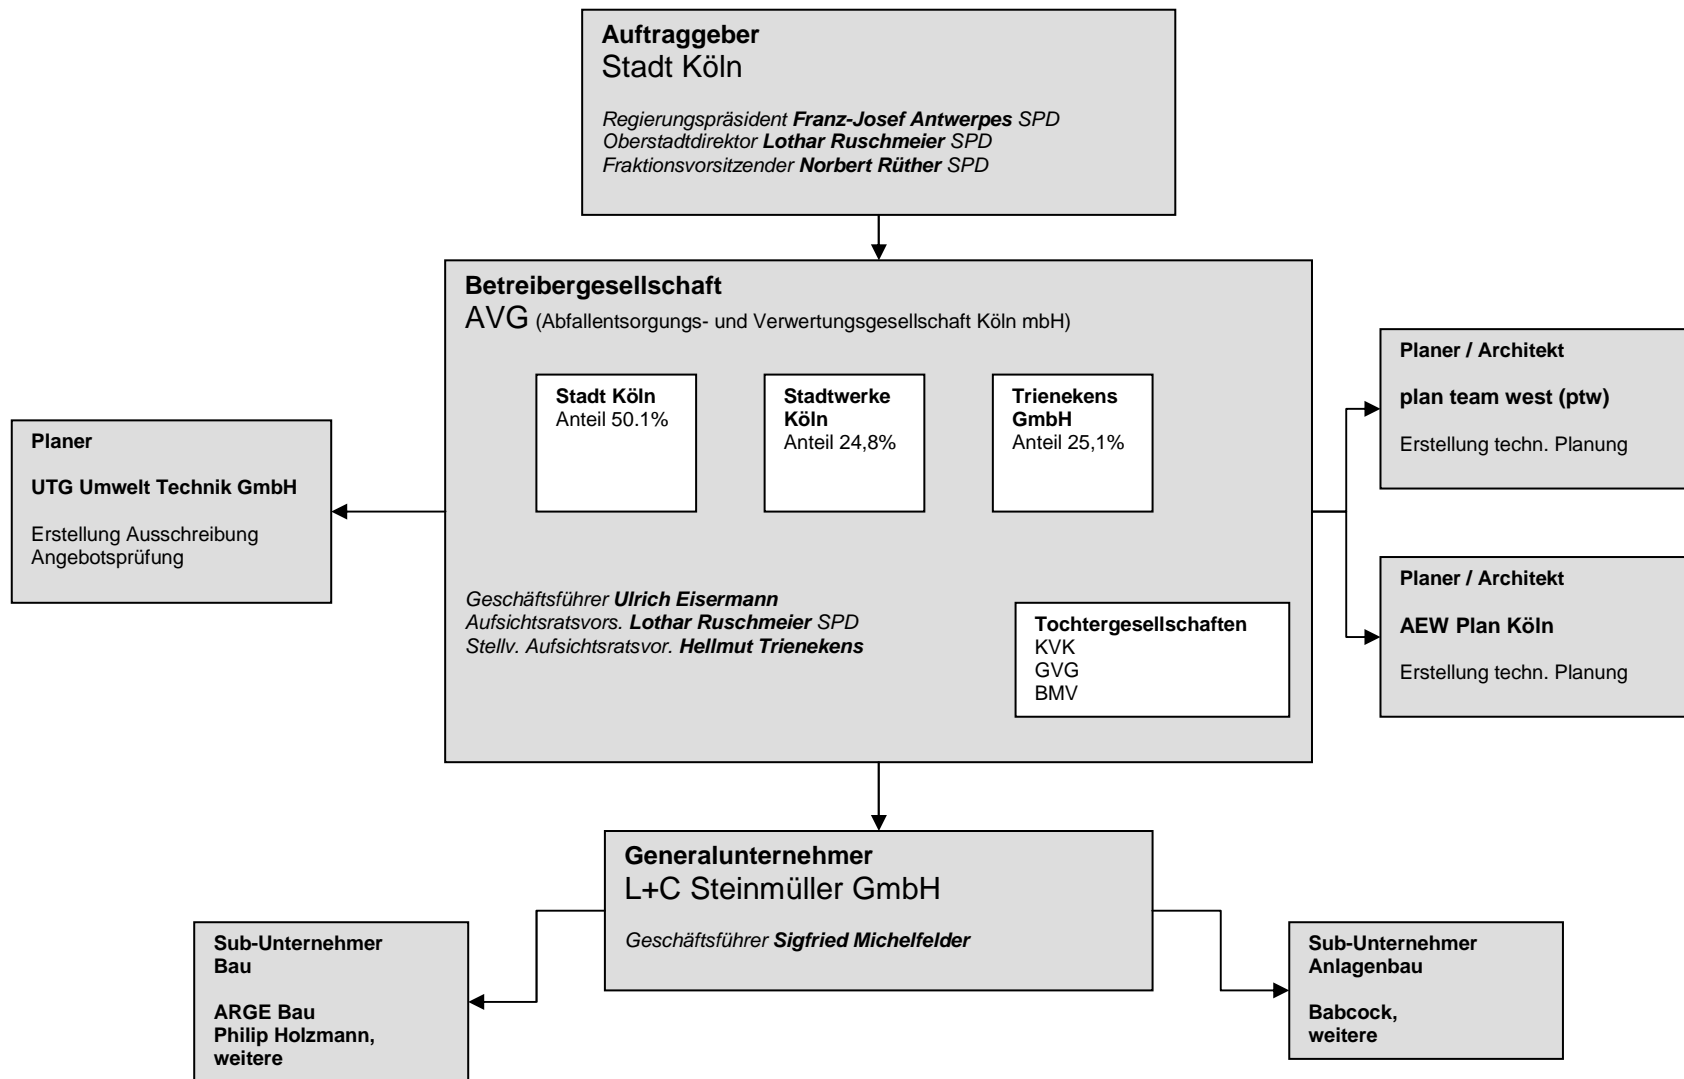 Auftraggeber
Stadt Köln
Regierungspräsident Franz-Josef Antwerpes SPD
Oberstadtdirektor Lothar Ruschmeier SPD
Fraktionsvorsitzender Norbert Rüther SPD
Betreibergesellschaft
AVG (Abfallentsorgungs- und Verwertungsgesellschaft Köln mbH)
Stadt Köln
Anteil 50.1%
Stadtwerke
Köln
Anteil 24,8%
Trienekens
GmbH
Anteil 25,1%
Geschäftsführer Ulrich Eisermann
Aufsichtsratsvors. Lothar Ruschmeier SPD
Stellv. Aufsichtsratsvor. Hellmut Trienekens
Tochtergesellschaften
KVK
GVG
BMV
Planer
UTG Umwelt Technik GmbH
Erstellung Ausschreibung
Angebotsprüfung
Planer / Architekt
plan team west (ptw)
Erstellung techn. Planung
Planer / Architekt
AEW Plan Köln
Erstellung techn. Planung
Generalunternehmer
L+C Steinmüller GmbH
Geschäftsführer Sigfried Michelfelder
Sub-Unternehmer
Bau
ARGE Bau
Philip Holzmann,
weitere
Sub-Unternehmer
Anlagenbau
Babcock,
weitere